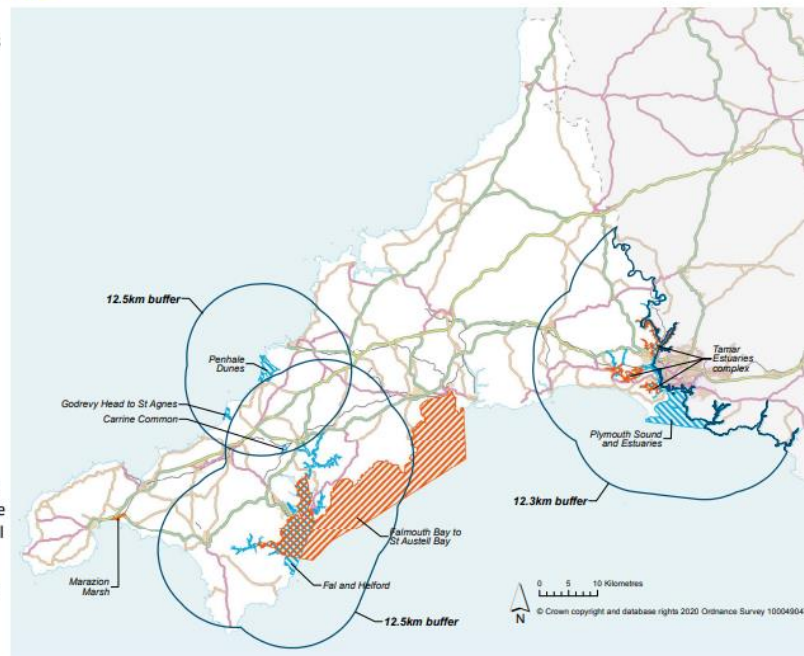 12.5km buffer
Penhale
Dunes
Godrevy Head to St Agnes
Carrine Common
Tamar
Estuaries
complex
Plymouth Sound
and Estuaries
12.3km buffer
Falmouth Bay to
St Austell Bay
Marazion
Marsh
Fal and Helford
12.5km buffer
0 5 10 Kilometres
N
© Crown copyright and database rights 2020 Ordnance Survey 10004904